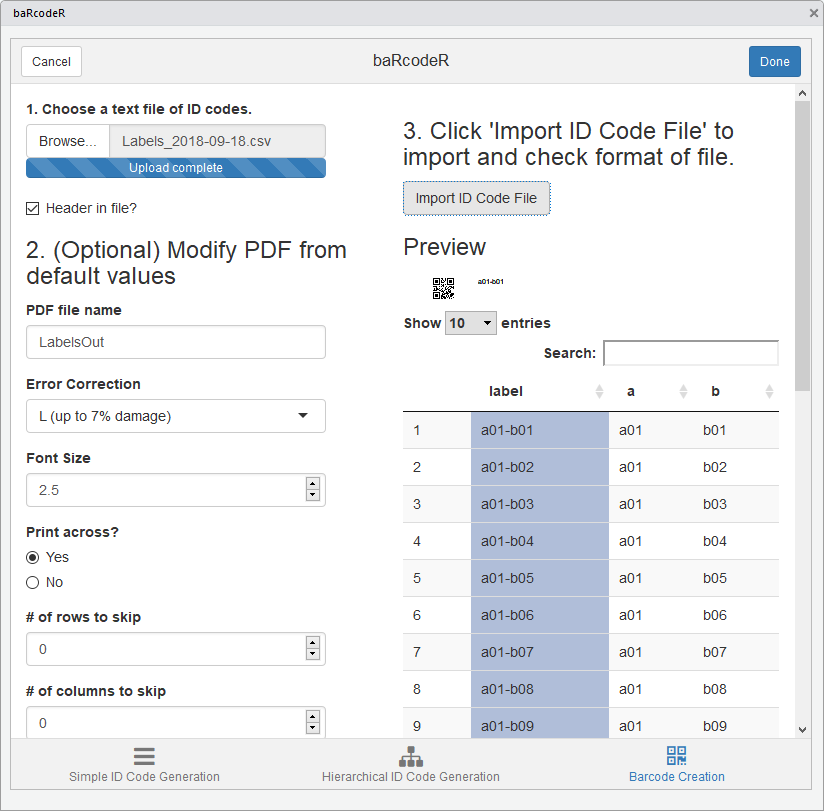 baRcodeR
Cancel
baRcodeR
Done
1. Choose a text file of ID codes.
Browse...
Labels_2018-09-18.csv
Upload complete
Header in file?
2. (Optional) Modify PDF from
default values
PDF file name
LabelsOut
Error Correction
L (up to 7% damage)
Font Size
2.5
Print across?
Yes
No
# of rows to skip
0
# of columns to skip
0
3. Click 'Import ID Code File' to
import and check format of file.
Import ID Code File
Preview
a01-b01
Show 10 entries
Search:
label a b
1 a01-b01 a01 b01
2 a01-b02 a01 b02
3 a01-b03 a01 b03
4 a01-b04 a01 b04
5 a01-b05 a01 b05
6 a01-b06 a01 b06
7 a01-b07 a01 b07
8 a01-b08 a01 b08
9 a01-b09 a01 b09
Simple ID Code Generation
Hierarchical ID Code Generation
Barcode Creation